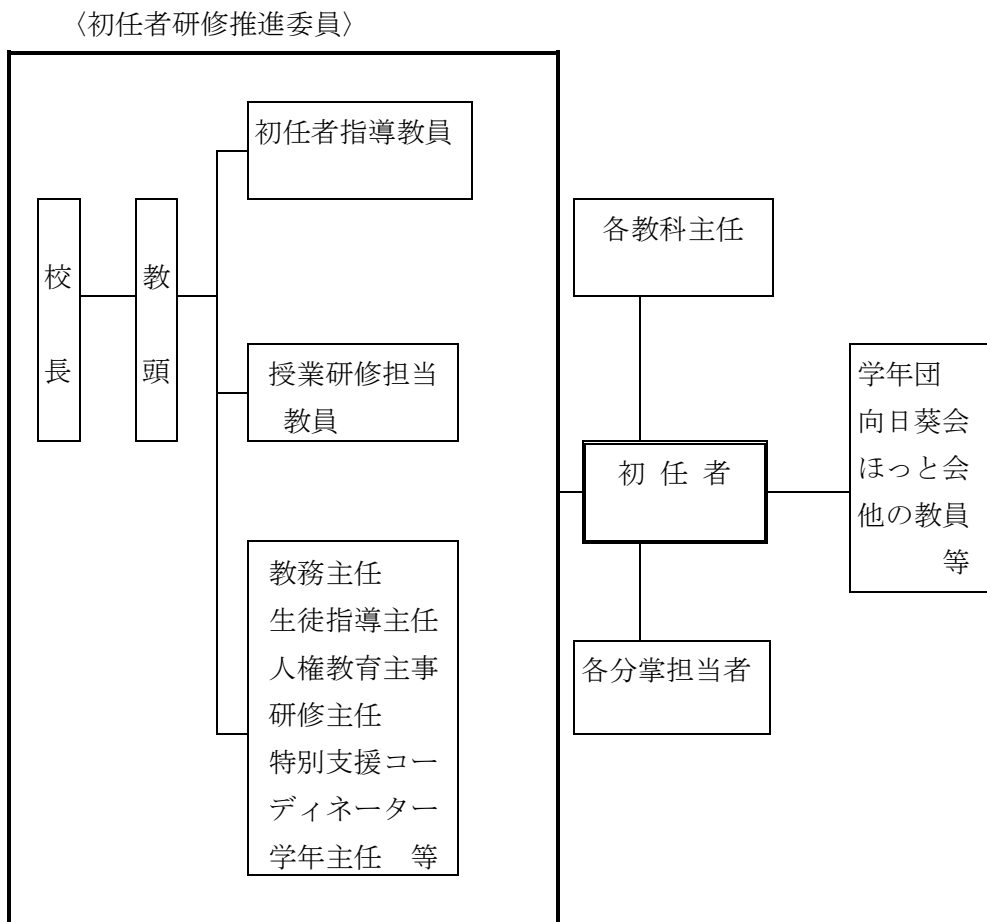 〈初任者研修推進委員〉
初任者指導教員
各教科主任
校
長
教
頭
授業研修担当
教員
学年団
向日葵会
ほっと会
他の教員
等
初 任 者
教務主任
生徒指導主任
人権教育主事
研修主任
特別支援コー
ディネーター
学年主任　等
各分掌担当者